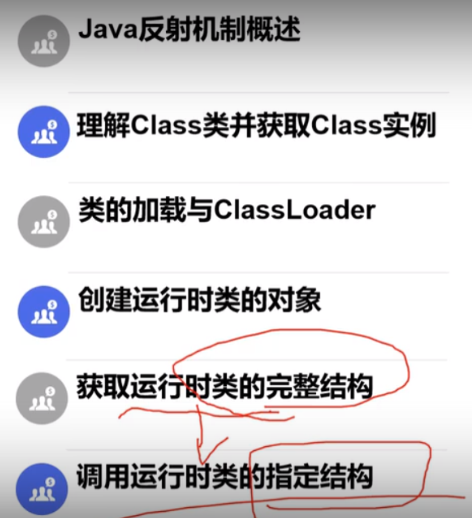 Java反射机制概述
理解Class类并获取Class实例
类的加载与ClassLoader
创建运行时类的对象
获取运行时类的完整结构
调用运行时类的指定结构